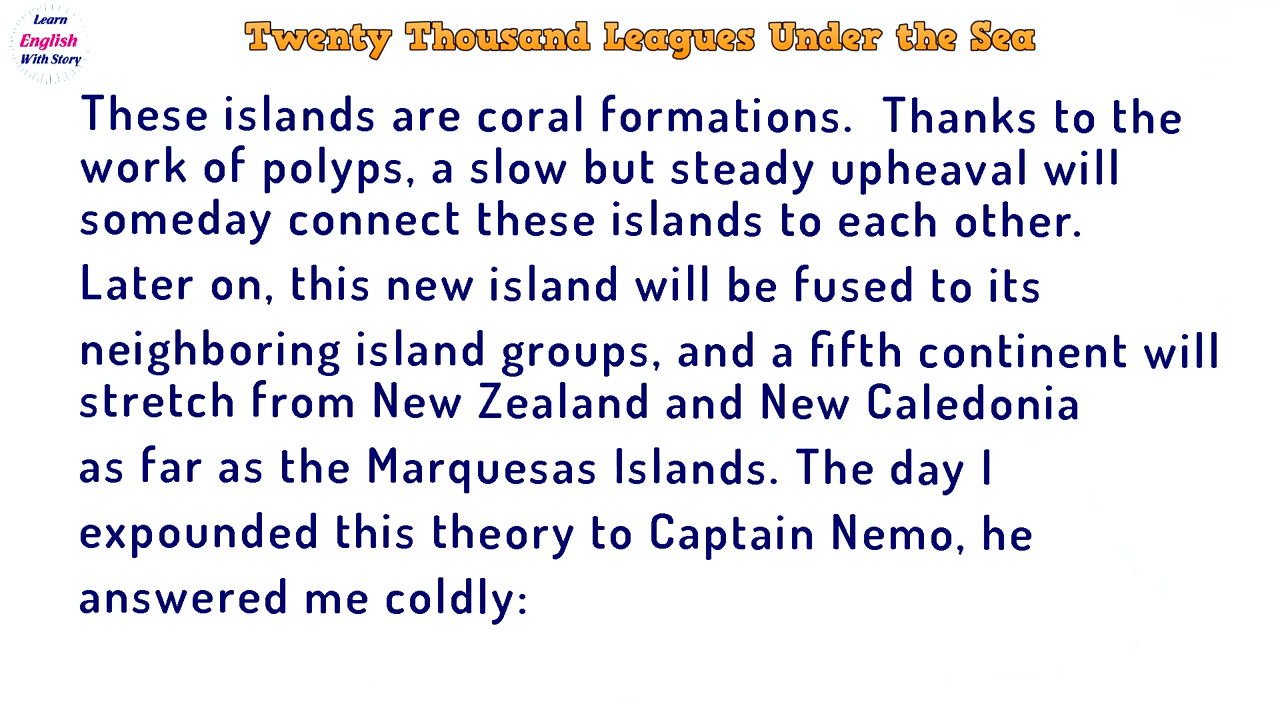 Learn
English
With Story
Twenty Thousand Leagues Under the Sea
These islands are coral formations. Thanks to the
work of polyps, a slow but steady upheaval will
someday connect these islands to each other.
Later on, this new island will be fused to its
neighboring island groups, and a fifth continent will
stretch from New Zealand and New Caledonia
as far as the Marquesas Islands. The day I
expounded this theory to Captain Nemo, he
answered me coldly: